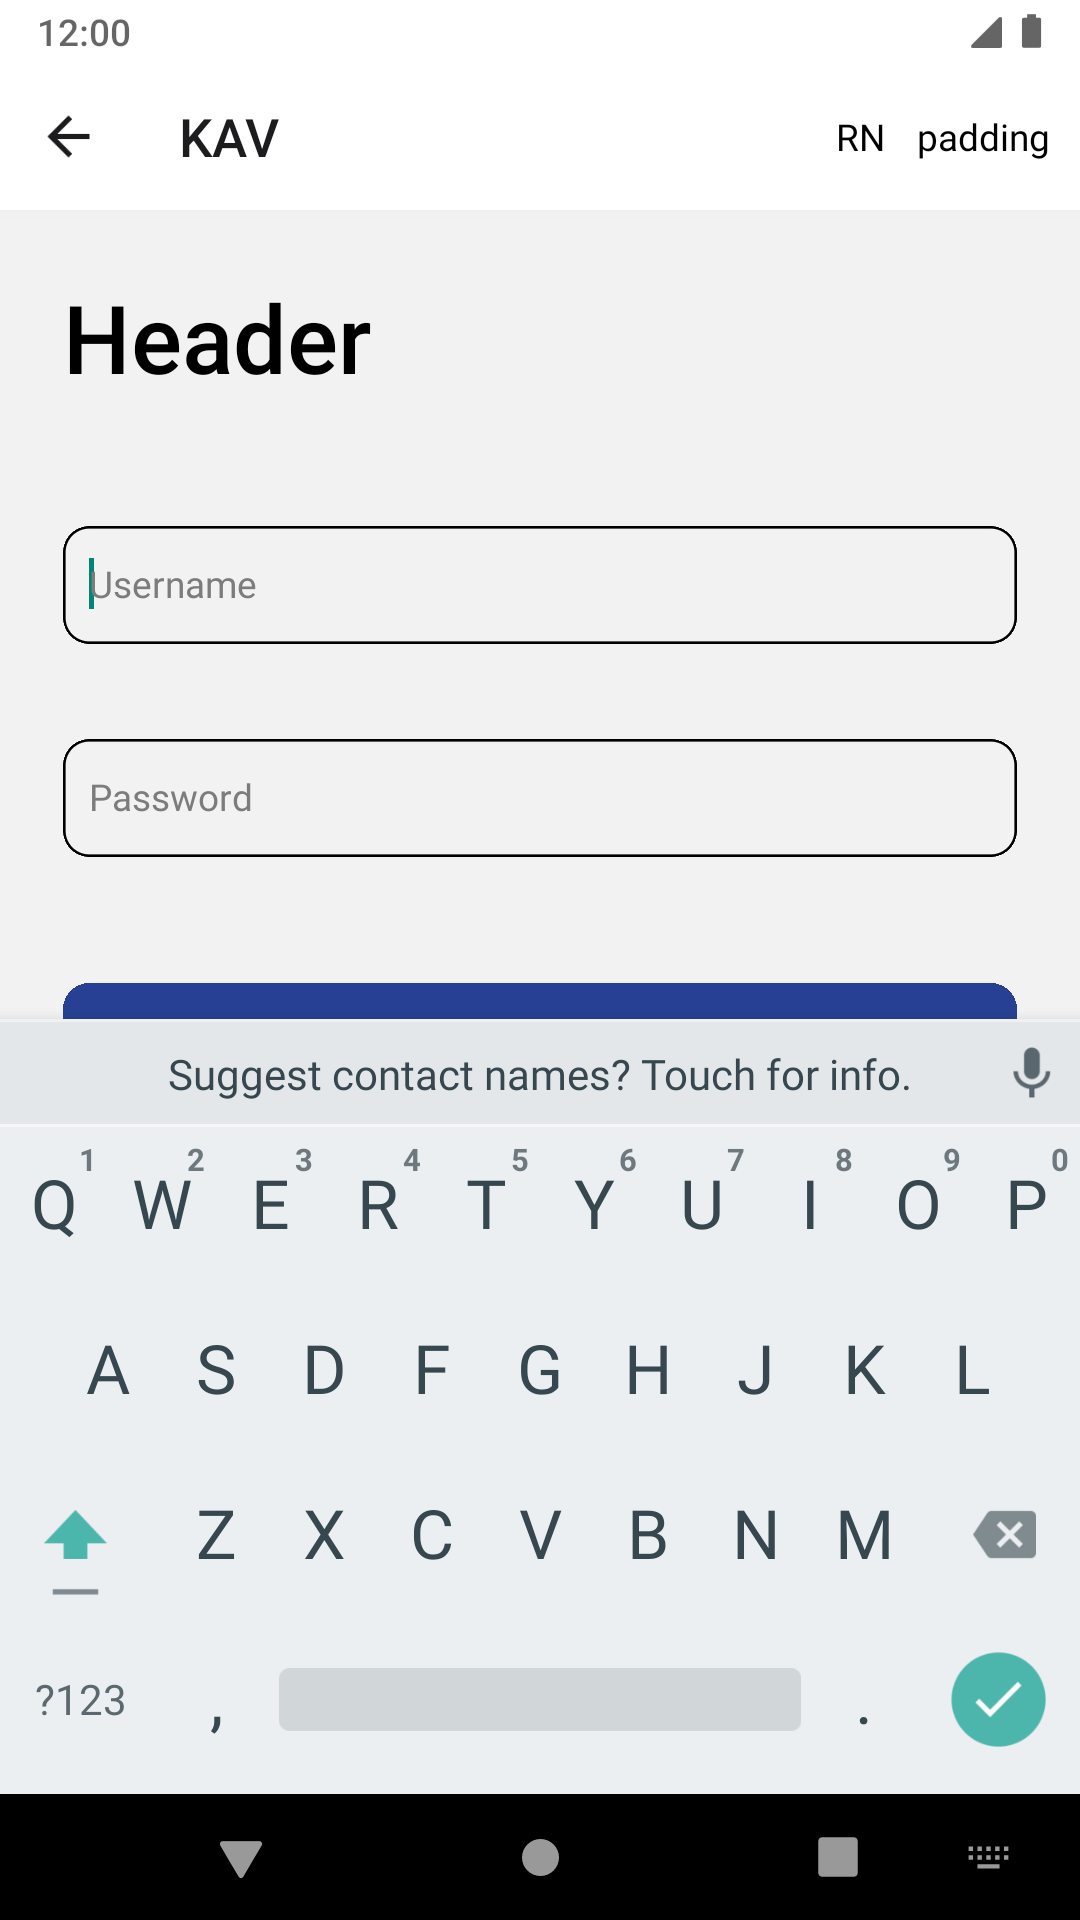 12:00
KAV RN padding
Header
Username
Password
Suggest contact names? Touch for info.
1 2 3 4 5 6 7 8 9 0
Q W E R T Y U I O P
A S D F G H J K L
Z X C V B N M
?123 , .